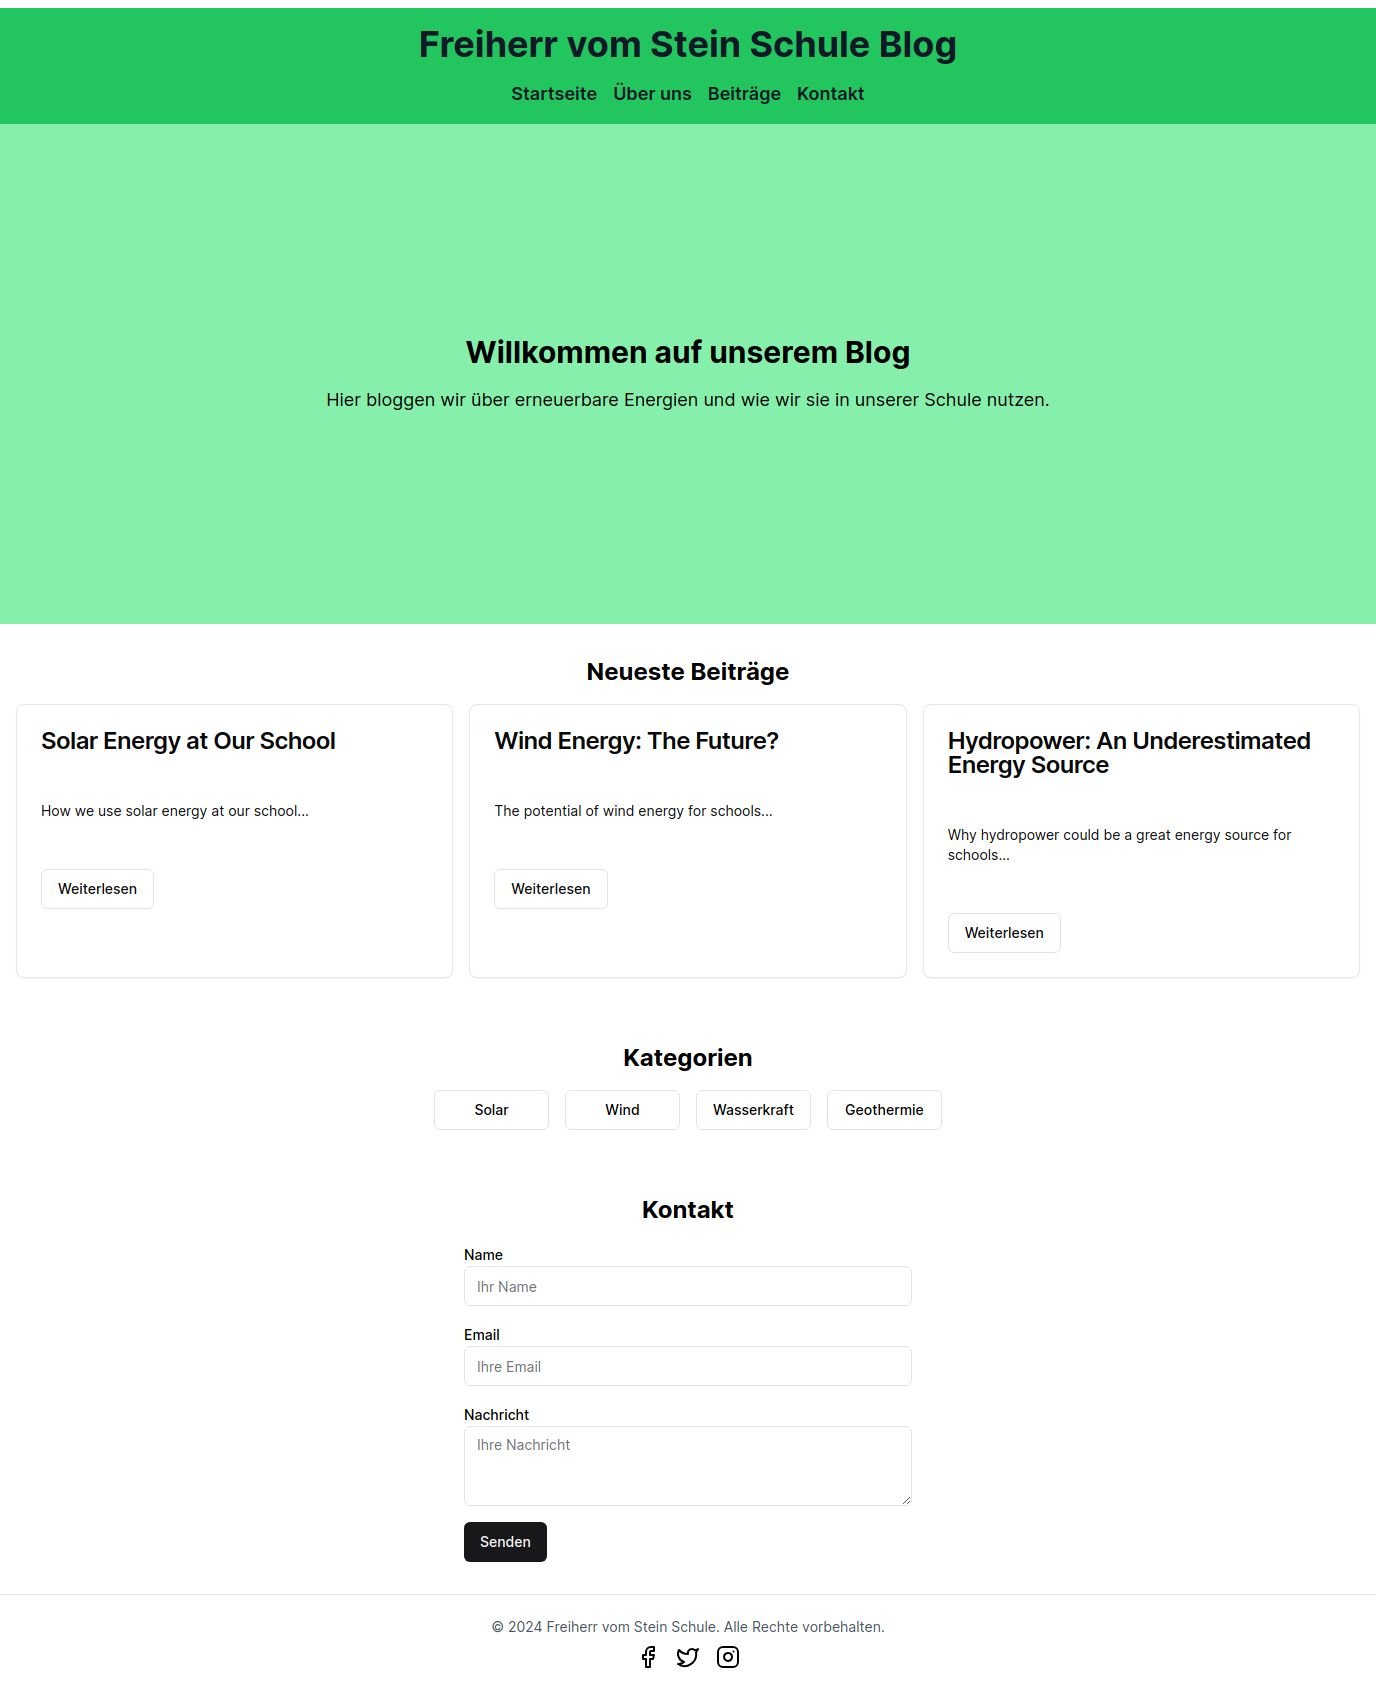 Freiherr vom Stein Schule Blog
Startseite Über uns Beiträge Kontakt
Willkommen auf unserem Blog
Hier bloggen wir über erneuerbare Energien und wie wir sie in unserer Schule nutzen.
Neueste Beiträge
Solar Energy at Our School
How we use solar energy at our school...
Weiterlesen
Wind Energy: The Future?
The potential of wind energy for schools...
Weiterlesen
Hydropower: An Underestimated
Energy Source
Why hydropower could be a great energy source for
schools...
Weiterlesen
Kategorien
Solar Wind Wasserkraft Geothermie
Kontakt
Name
Ihr Name
Email
Ihre Email
Nachricht
Ihre Nachricht
Senden
© 2024 Freiherr vom Stein Schule. Alle Rechte vorbehalten.